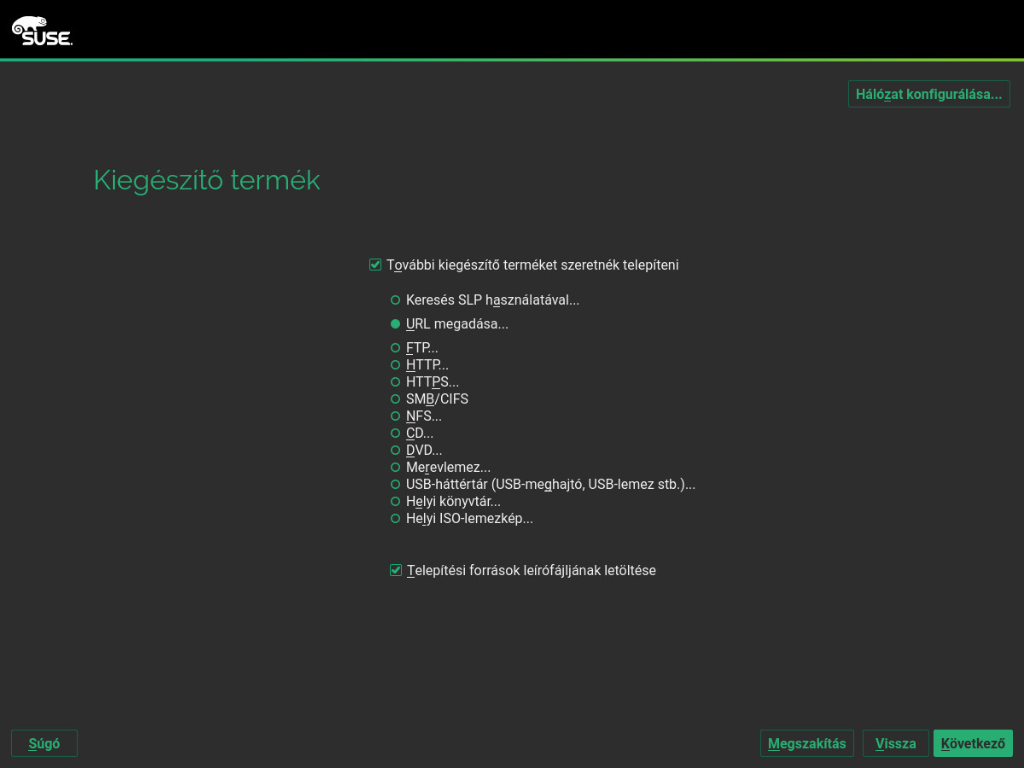 SUSE.
Hálózat konfigurálása...
Kiegészítő termék
További kiegészítő terméket szeretnék telepíteni
Keresés SLP használatával...
URL megadása...
FTP...
HTTP...
HTTPS...
SMB/CIFS
NFS...
CD...
DVD...
Merevlemez...
USB-háttértár (USB-meghajtó, USB-lemez stb.)...
Helyi könyvtár...
Helyi ISO-lemezkép...
Telepítési források leírófájljának letöltése
Súgó
Megszakítás
Vissza
Következő